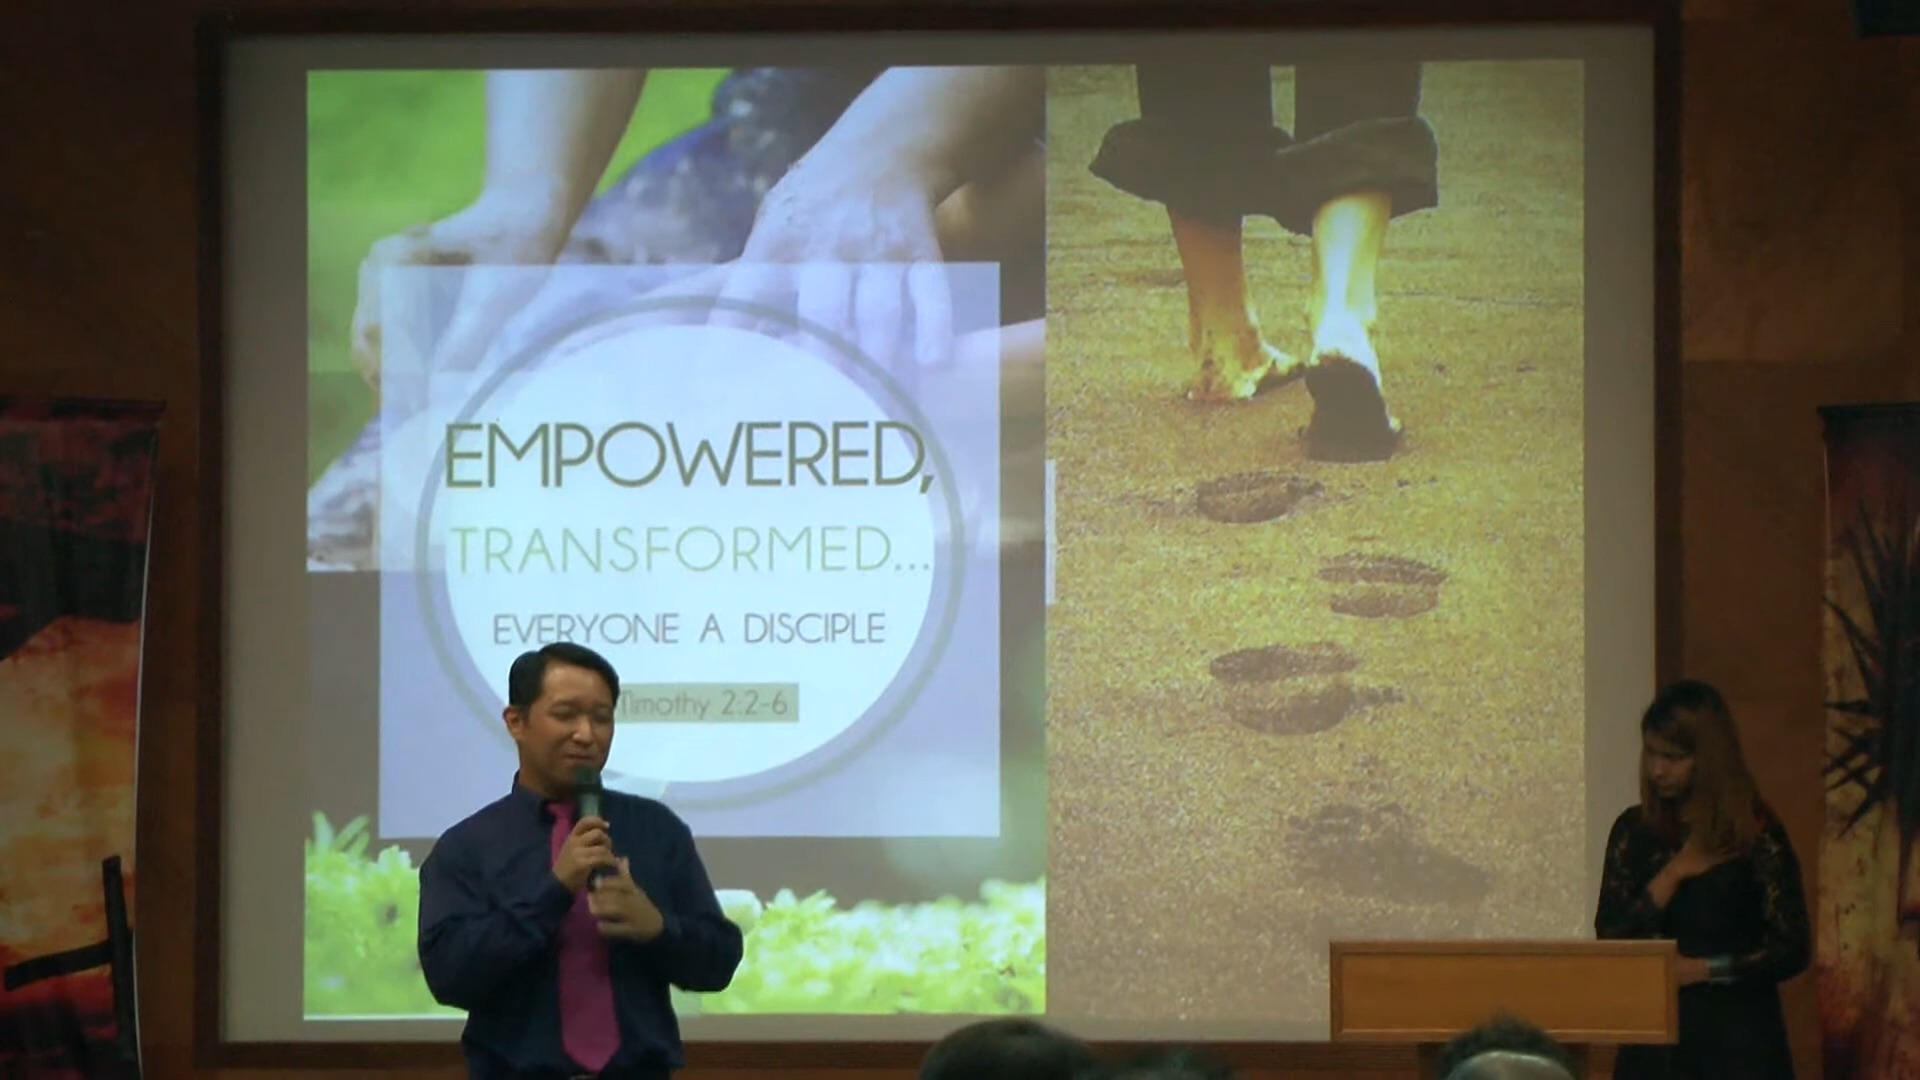 EMPOWERED,
TRANSFORMED...
EVERYONE A DISCIPLE
Timothy 2:2-6